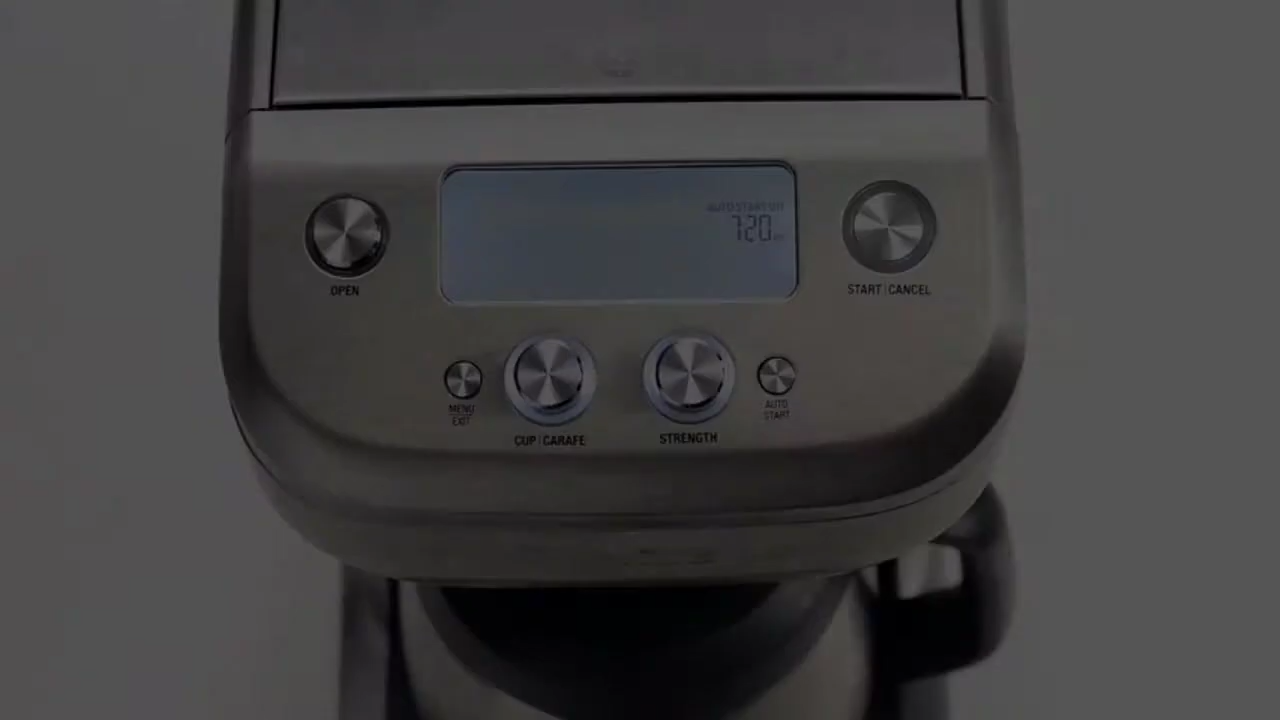 AUTO START OFF
7:20
OPEN
START | CANCEL
MENU
EXIT
AUTO
START
CUP | CARAFE
STRENGTH